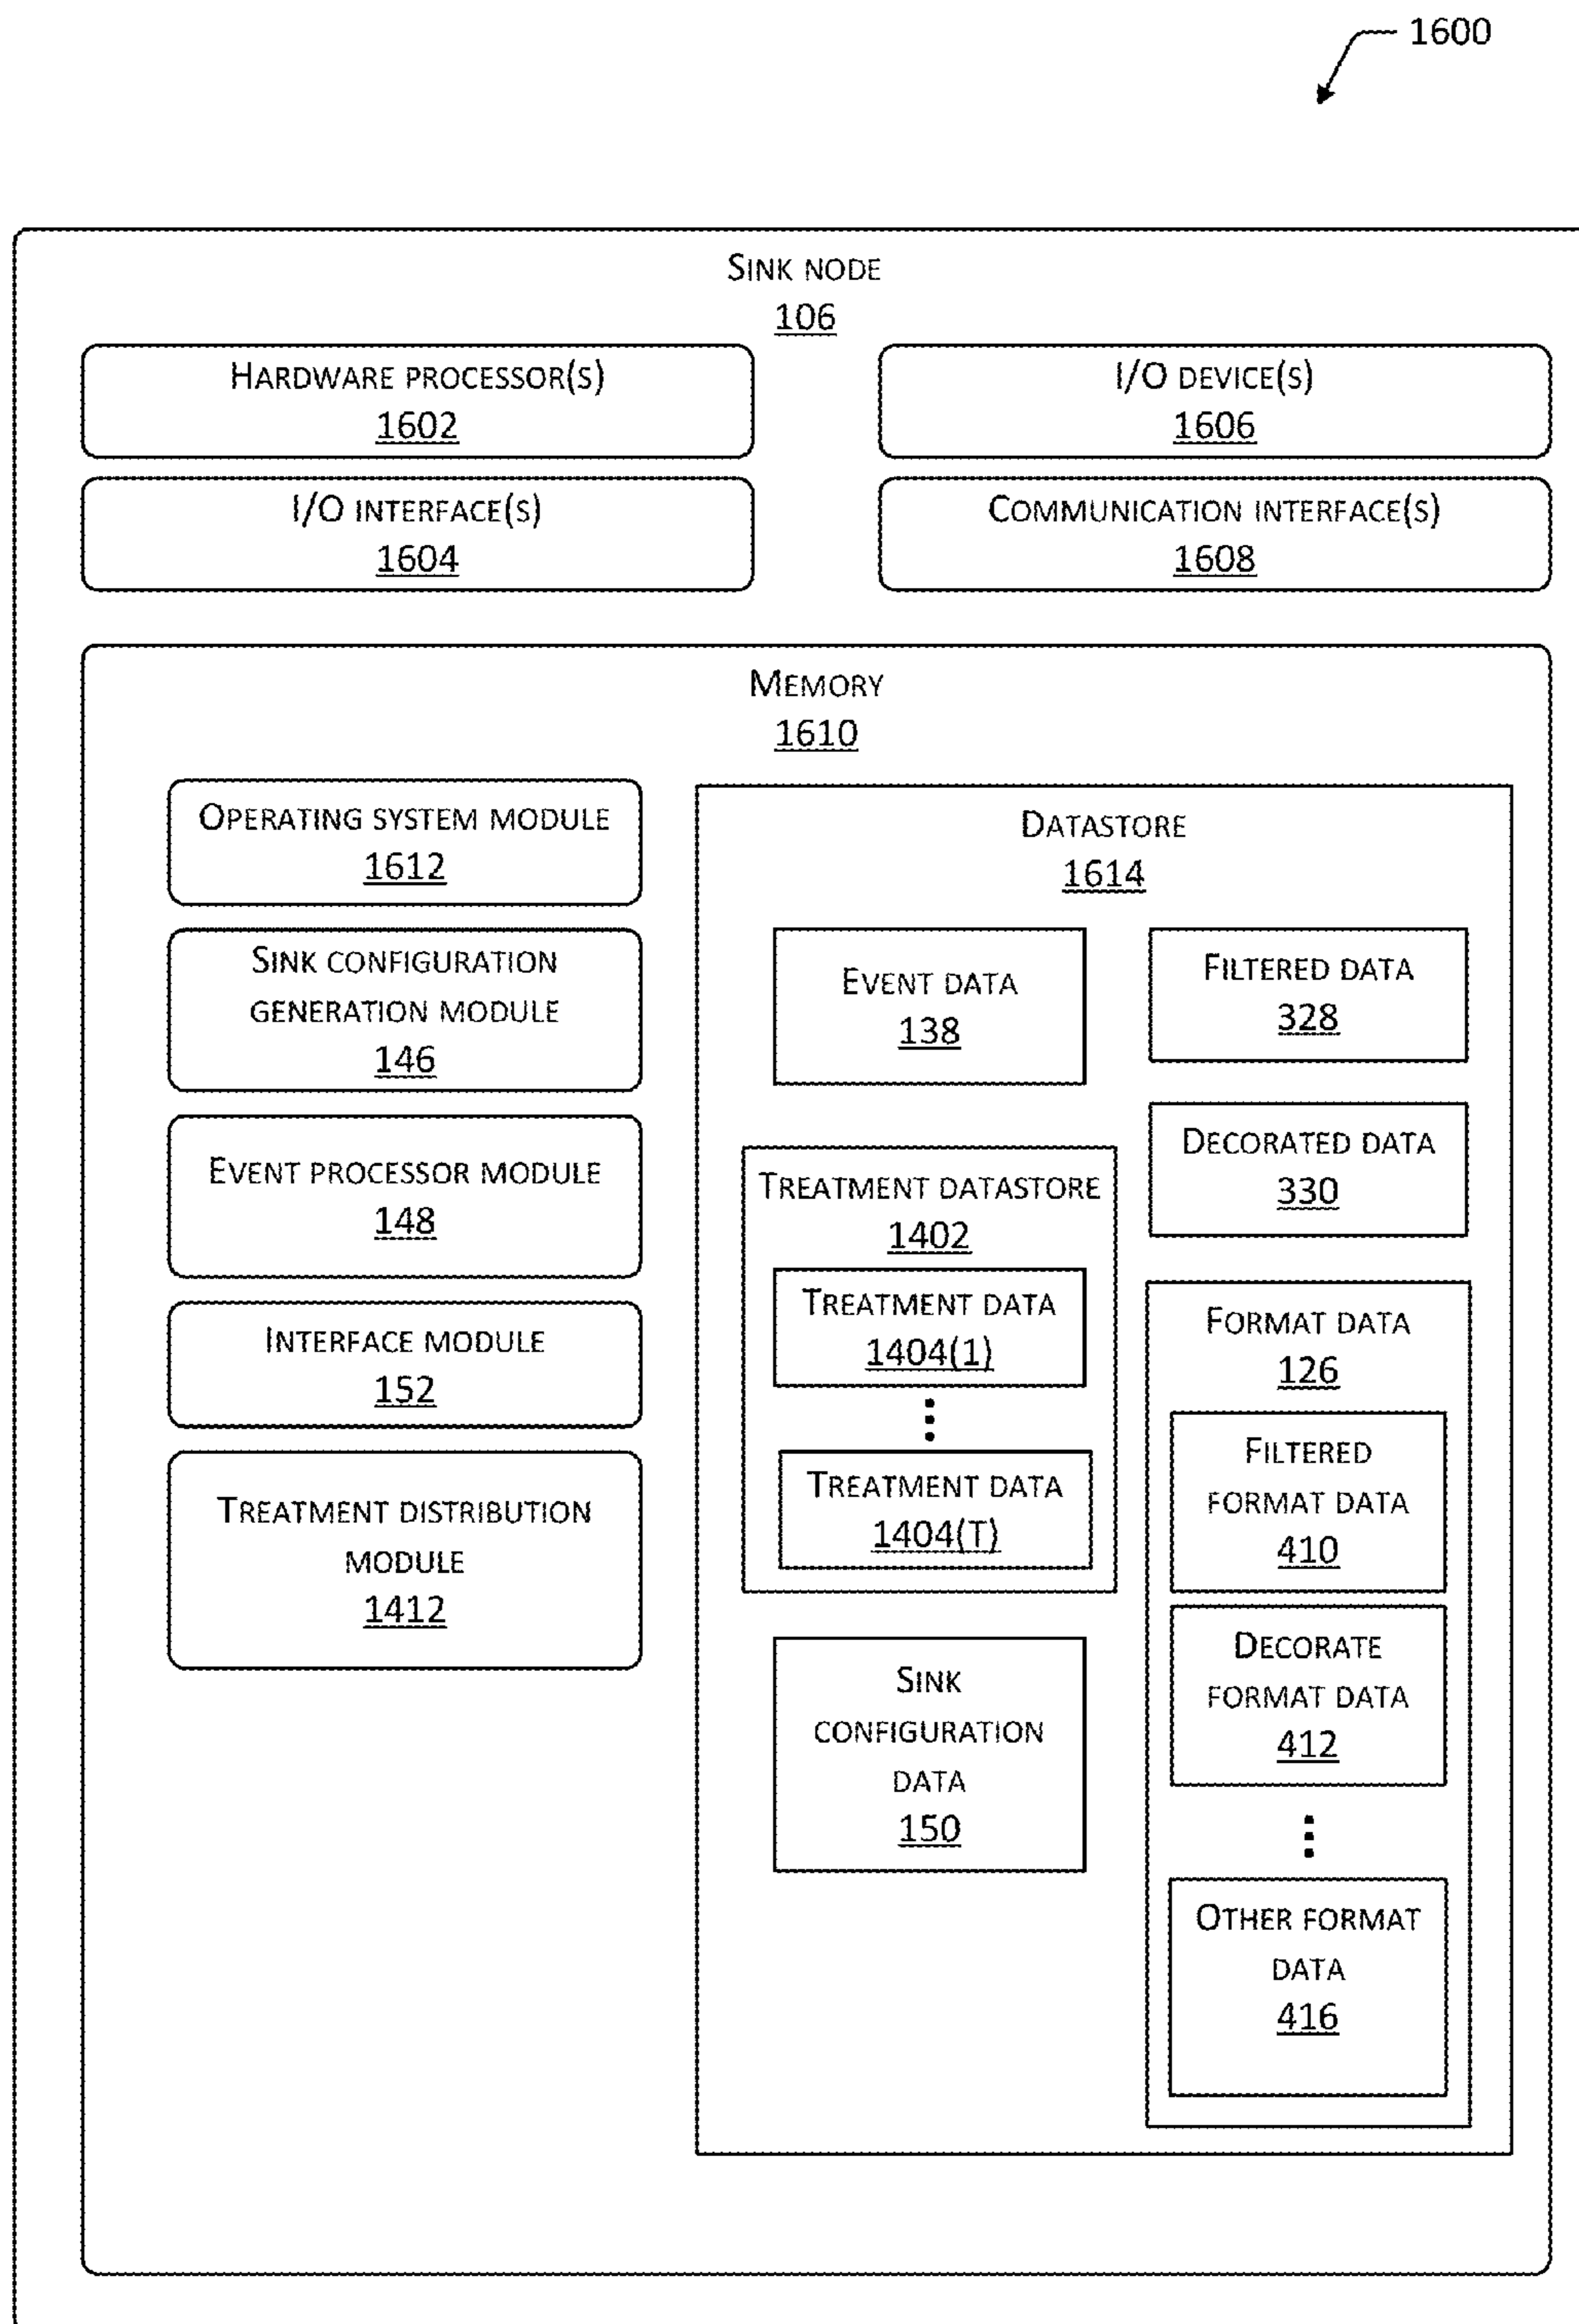 1600
SINK NODE
106
HARDWARE PROCESSOR(S)
1602
I/O DEVICE(S)
1606
I/O INTERFACE(S)
1604
COMMUNICATION INTERFACE(S)
1608
MEMORY
1610
OPERATING SYSTEM MODULE
1612
SINK CONFIGURATION
GENERATION MODULE
146
EVENT PROCESSOR MODULE
148
INTERFACE MODULE
152
TREATMENT DISTRIBUTION
MODULE
1412
DATASTORE
1614
EVENT DATA
138
TREATMENT DATASTORE
1402
TREATMENT DATA
1404(1)
⋮
TREATMENT DATA
1404(T)
SINK
CONFIGURATION
DATA
150
FILTERED DATA
328
DECORATED DATA
330
FORMAT DATA
126
FILTERED
FORMAT DATA
410
DECORATE
FORMAT DATA
412
⋮
OTHER FORMAT
DATA
416